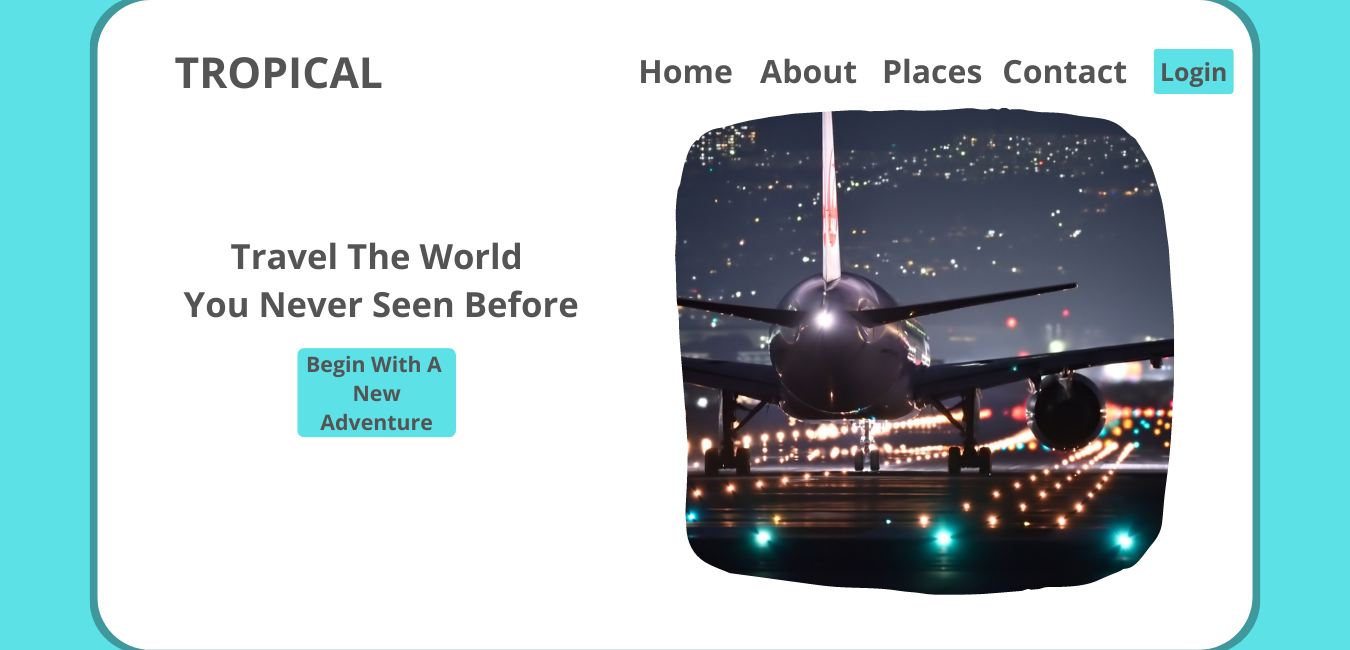 TROPICAL
Home About Places Contact Login
Travel The World
You Never Seen Before
Begin With A
New
Adventure